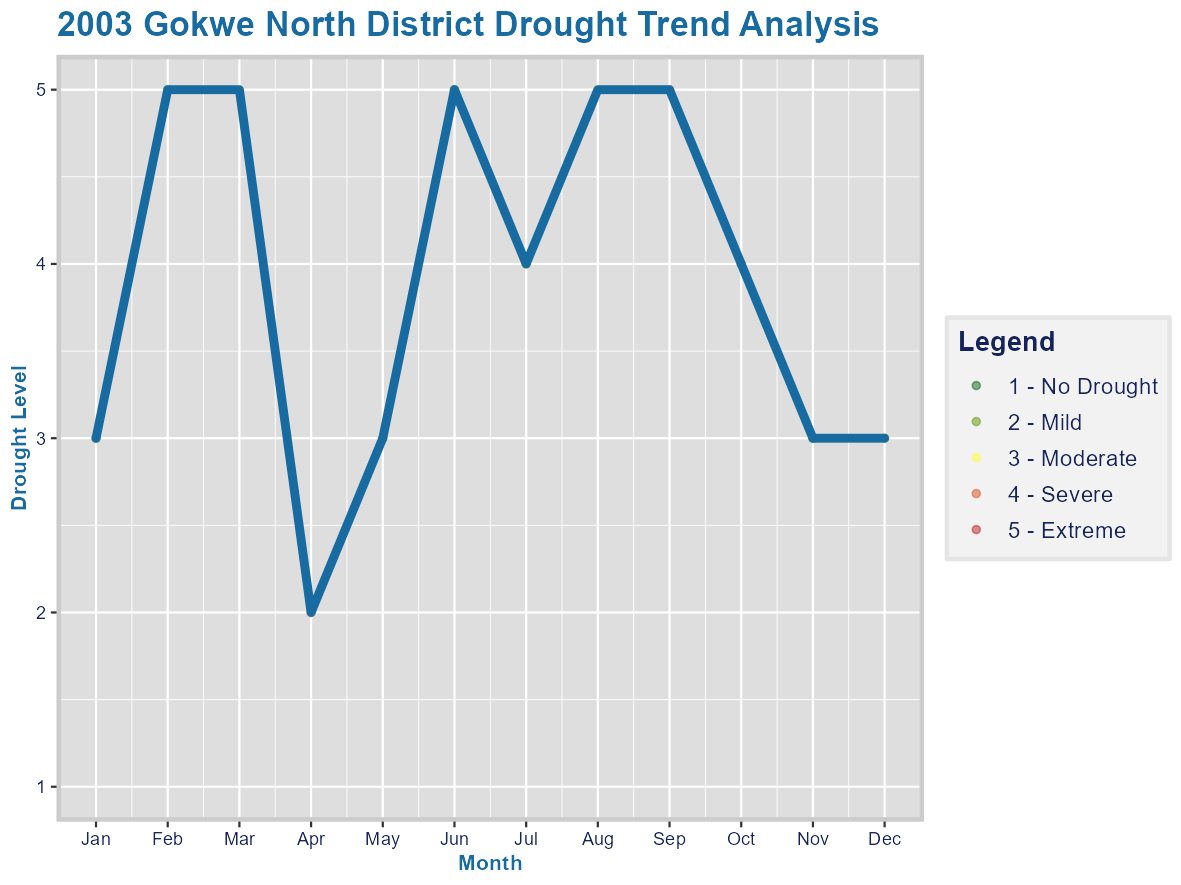 2003 Gokwe North District Drought Trend Analysis
Drought Level
5
4
3
2
1
Jan Feb Mar Apr May Jun Jul Aug Sep Oct Nov Dec
Month
Legend
1 - No Drought
2 - Mild
3 - Moderate
4 - Severe
5 - Extreme